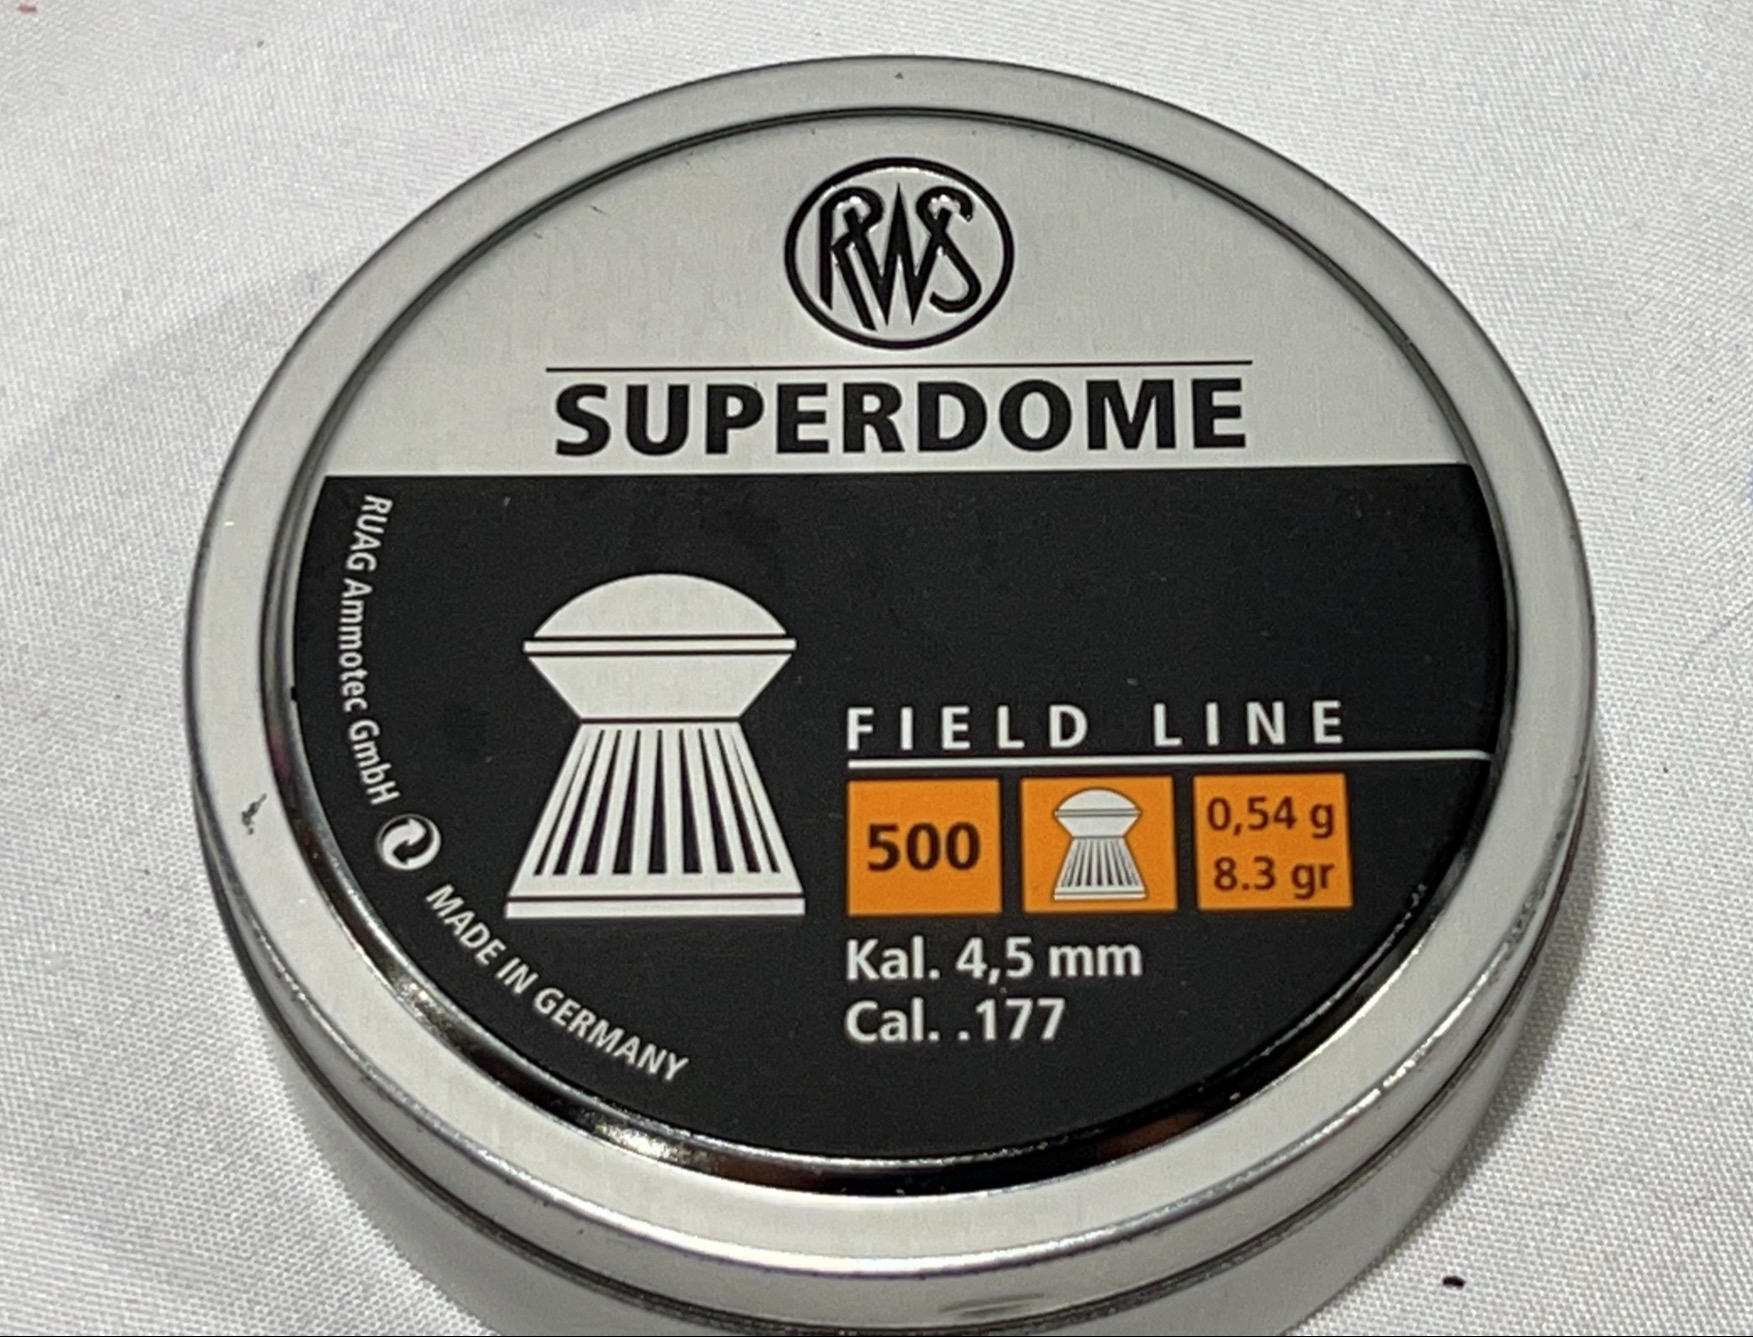 RWS
SUPERDOME
RUAG Ammotec GmbH
MADE IN GERMANY
FIELD LINE
500
0,54 g
8.3 gr
Kal. 4,5 mm
Cal. .177